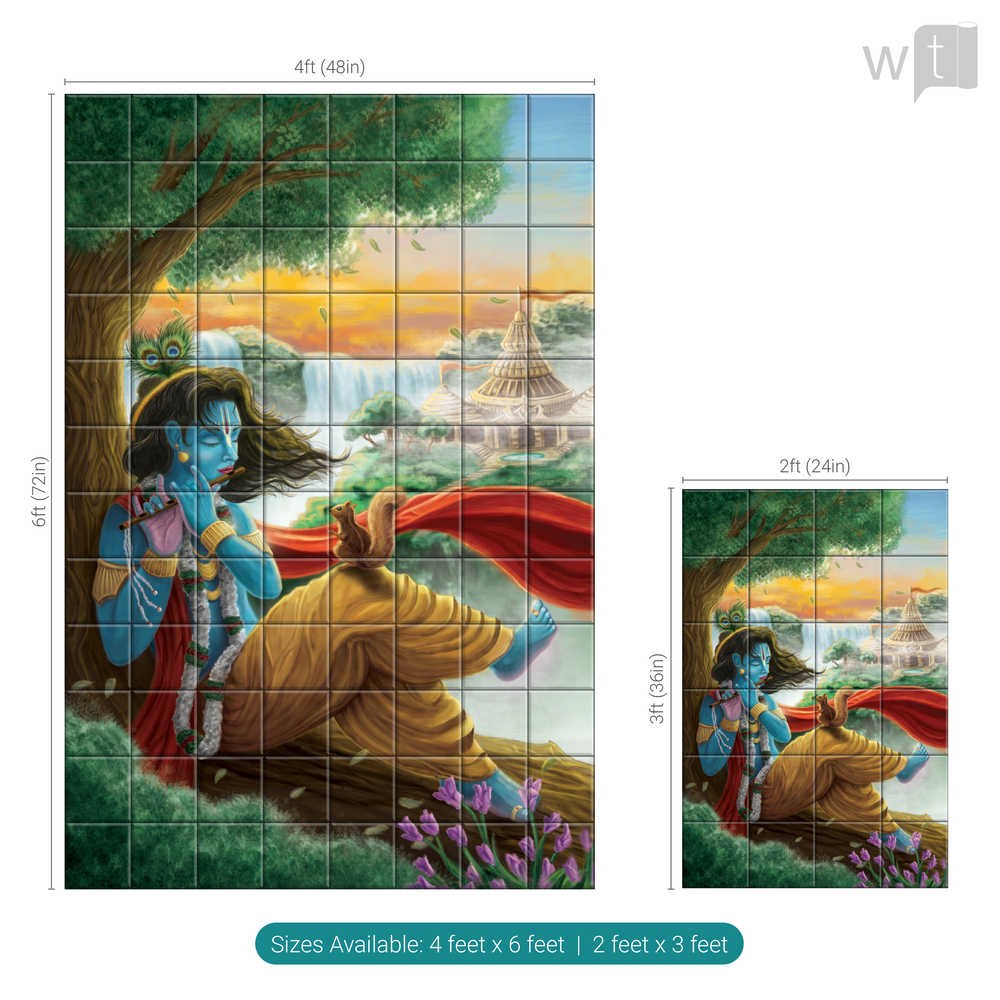 wt
4ft (48in)
6ft (72in)
2ft (24in)
3ft (36in)
Sizes Available: 4 feet x 6 feet | 2 feet x 3 feet